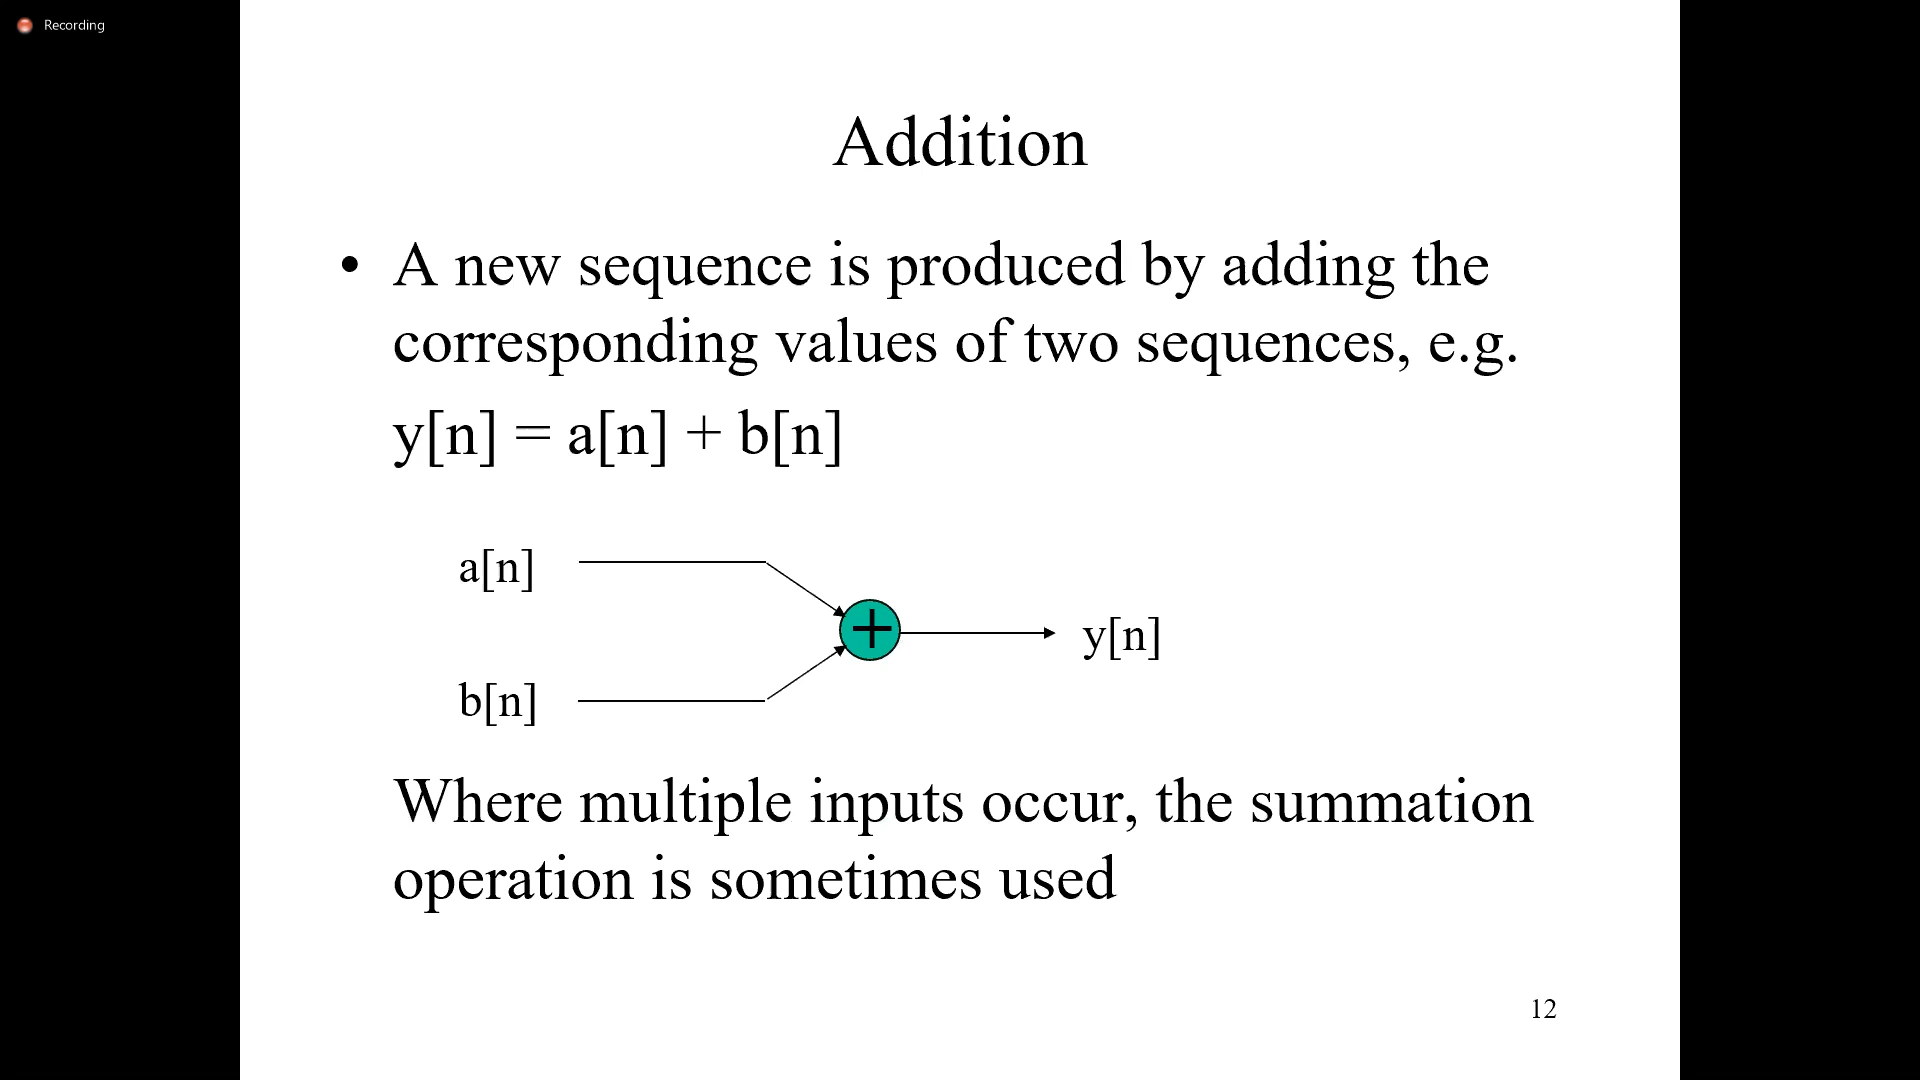 Recording
Addition
• A new sequence is produced by adding the
corresponding values of two sequences, e.g.
y[n] = a[n] + b[n]
a[n]
+
y[n]
b[n]
Where multiple inputs occur, the summation
operation is sometimes used
12